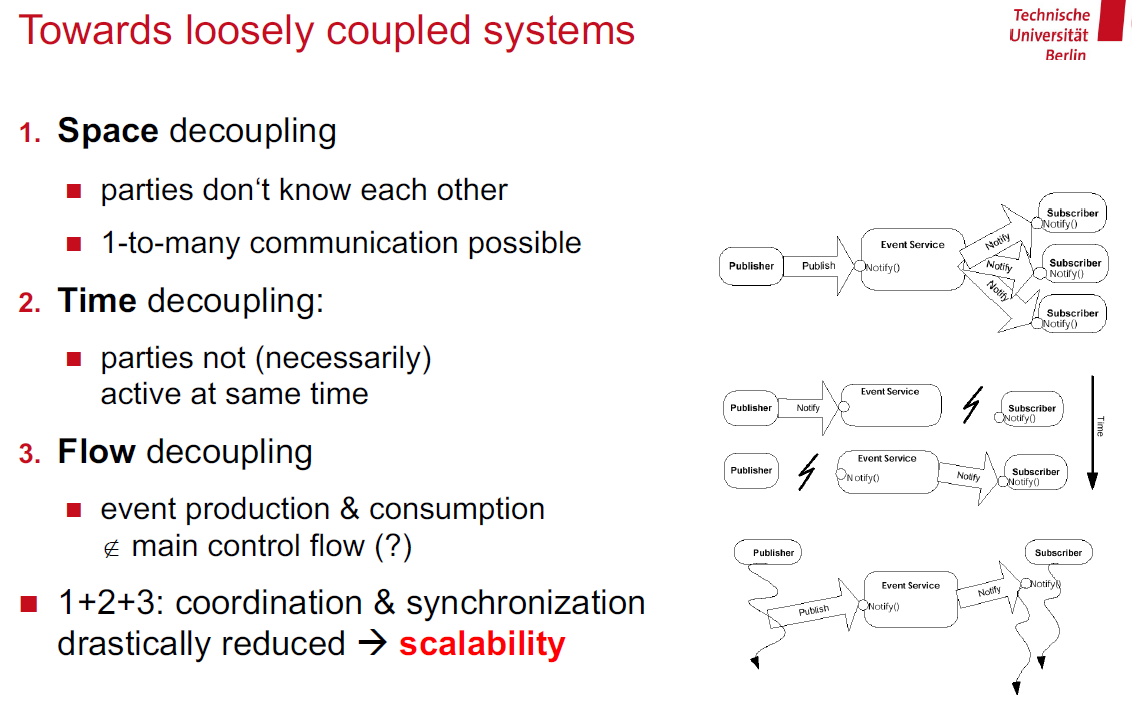 Towards loosely coupled systems
Technische
Universität
Berlin
1. Space decoupling
■ parties don‘t know each other
■ 1-to-many communication possible
2. Time decoupling:
■ parties not (necessarily)
active at same time
3. Flow decoupling
■ event production & consumption
∉ main control flow (?)
■ 1+2+3: coordination & synchronization
drastically reduced → scalability
Publisher
Publish
Event Service
Notify()
Notify
Notify
Notify
Subscriber
Notify()
Subscriber
Notify()
Subscriber
Notify()
Publisher
Notify
Event Service
Subscriber
Notify()
Time
Publisher
Event Service
Notify()
Notify
Subscriber
Notify()
Publisher
Subscriber
Publish
Event Service
Notify()
Notify
Notify()